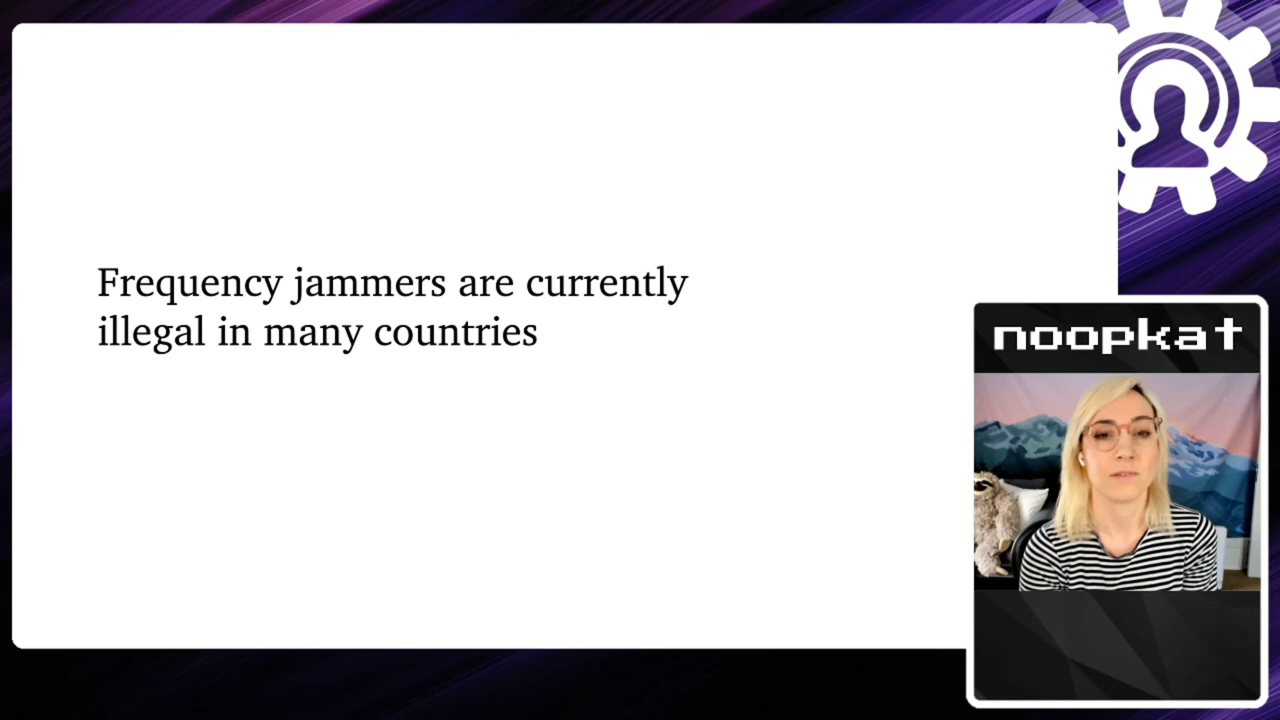 Frequency jammers are currently
illegal in many countries
noopkat